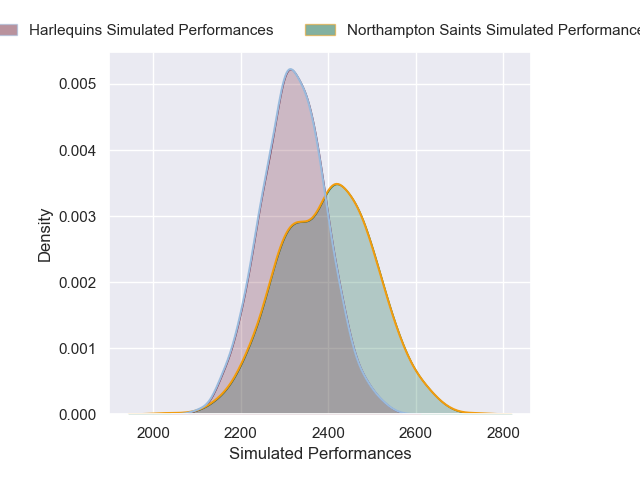 Harlequins Simulated Performances Northampton Saints Simulated Performance
0.005
0.004
0.003
0.002
0.001
0.000
Density
2000 2200 2400 2600 2800
Simulated Performances